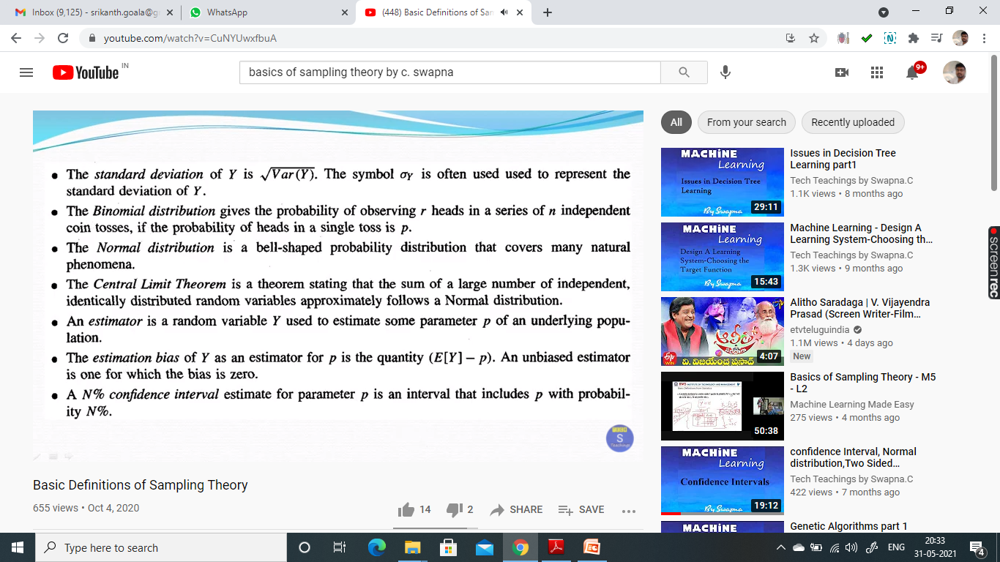 Inbox (9,125) - srikanth.goala@g
WhatsApp
(448) Basic Definitions of Sam
youtube.com/watch?v=CuNYUwxfbuA
YouTube IN
basics of sampling theory by c. swapna
9+
• The standard deviation of Y is √Var(Y). The symbol σY is often used used to represent the
standard deviation of Y.
• The Binomial distribution gives the probability of observing r heads in a series of n independent
coin tosses, if the probability of heads in a single toss is p.
• The Normal distribution is a bell-shaped probability distribution that covers many natural
phenomena.
• The Central Limit Theorem is a theorem stating that the sum of a large number of independent,
identically distributed random variables approximately follows a Normal distribution.
• An estimator is a random variable Y used to estimate some parameter p of an underlying popu-
lation.
• The estimation bias of Y as an estimator for p is the quantity (E[Y] − p). An unbiased estimator
is one for which the bias is zero.
• A N% confidence interval estimate for parameter p is an interval that includes p with probabil-
ity N%.
S
Teachings
Basic Definitions of Sampling Theory
655 views • Oct 4, 2020
14
2
SHARE
SAVE
All
From your search
Recently uploaded
MACHINE
Learning
Issues in Decision Tree
Learning
By Swapna
29:11
Issues in Decision Tree
Learning part1
Tech Teachings by Swapna.C
1.1K views • 8 months ago
MACHINE
Learning
Design A Learning
System-Choosing the
Target Function
By Swapna
15:43
Machine Learning - Design A
Learning System-Choosing th...
Tech Teachings by Swapna.C
1.3K views • 9 months ago
WIN
వి. విజయేంద్ర ప్రసాద్
4:07
Alitho Saradaga | V. Vijayendra
Prasad (Screen Writer-Film...
etvteluguindia
1.1M views • 4 days ago
New
50:38
Basics of Sampling Theory - M5
- L2
Machine Learning Made Easy
275 views • 4 months ago
MACHINE
Learning
Confidence Intervals
By Swapna
19:12
confidence Interval, Normal
distribution,Two Sided...
Tech Teachings by Swapna.C
422 views • 7 months ago
MACHINE
Genetic Algorithms part 1
screenrec
Type here to search
ENG
20:33
31-05-2021
4